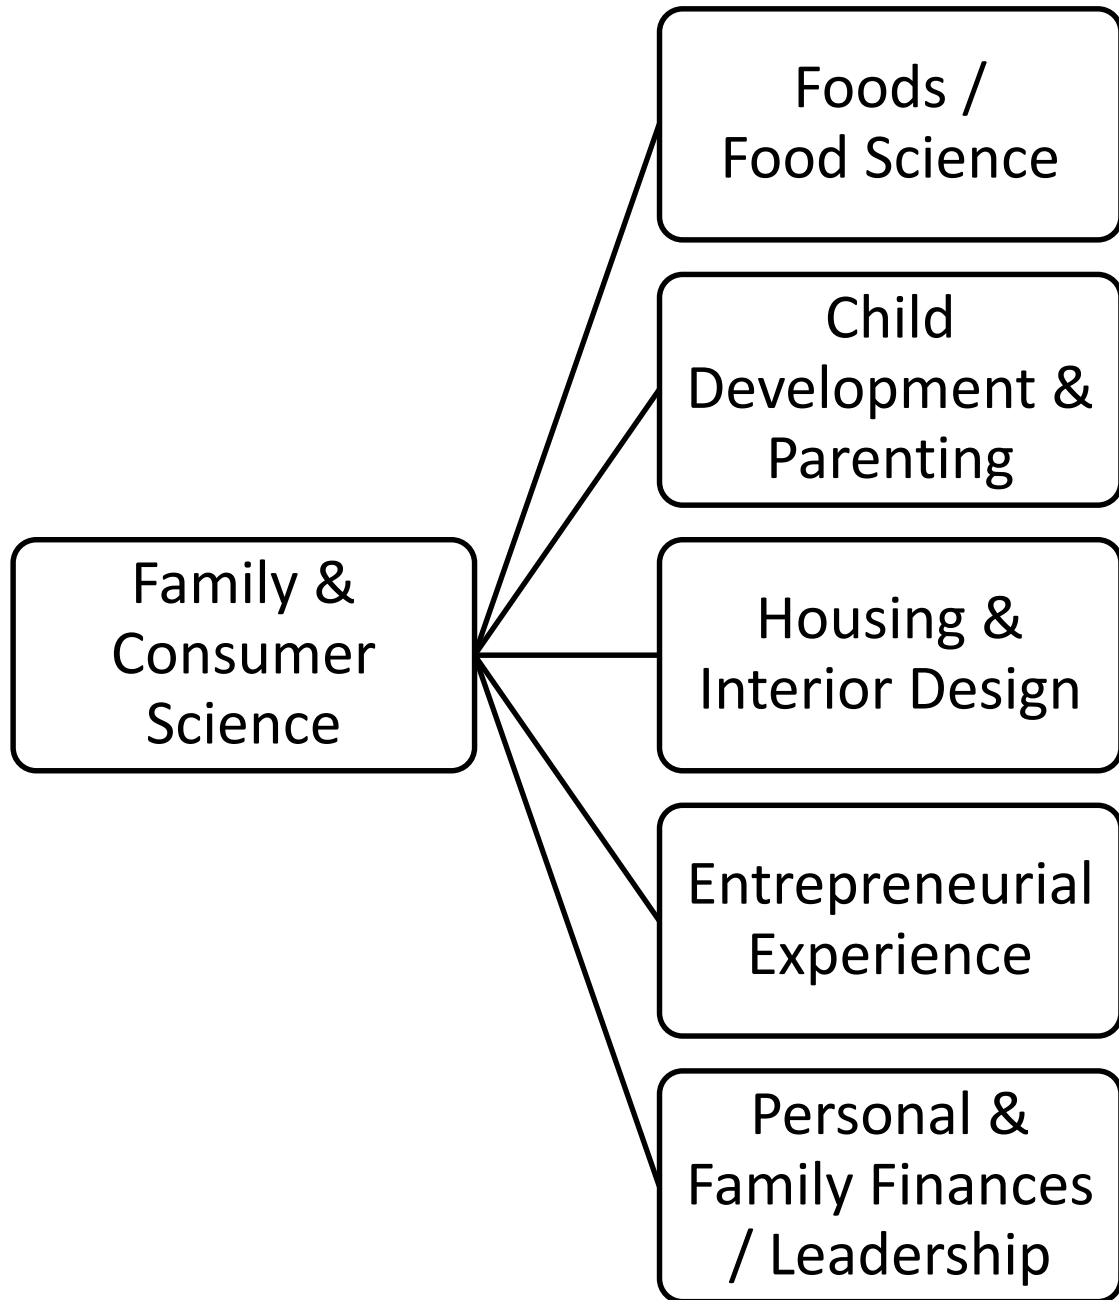 Family &
Consumer
Science
Foods /
Food Science
Child
Development &
Parenting
Housing &
Interior Design
Entrepreneurial
Experience
Personal &
Family Finances
/ Leadership